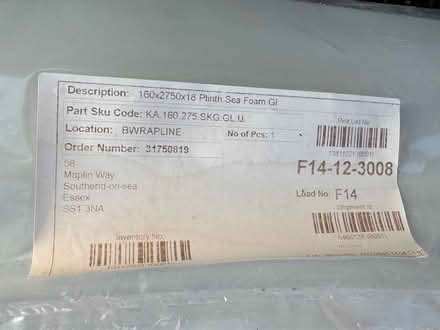 Description: 160x2750x18 Plinth Sea Foam Gl
Part Sku Code: KA.160.275.SKG.GL.U.
Location: BWRAPLINE
No of Pcs: 1
Order Number: 31750819
58
Maplin Way
Southend-on-sea
Essex
SS1 3NA
F14-12-3008
Load No F14
Inventory No